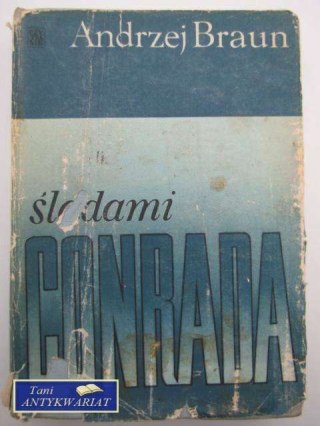 Andrzej Braun
śladami
CONRADA
Tani
ANTYKWARIAT